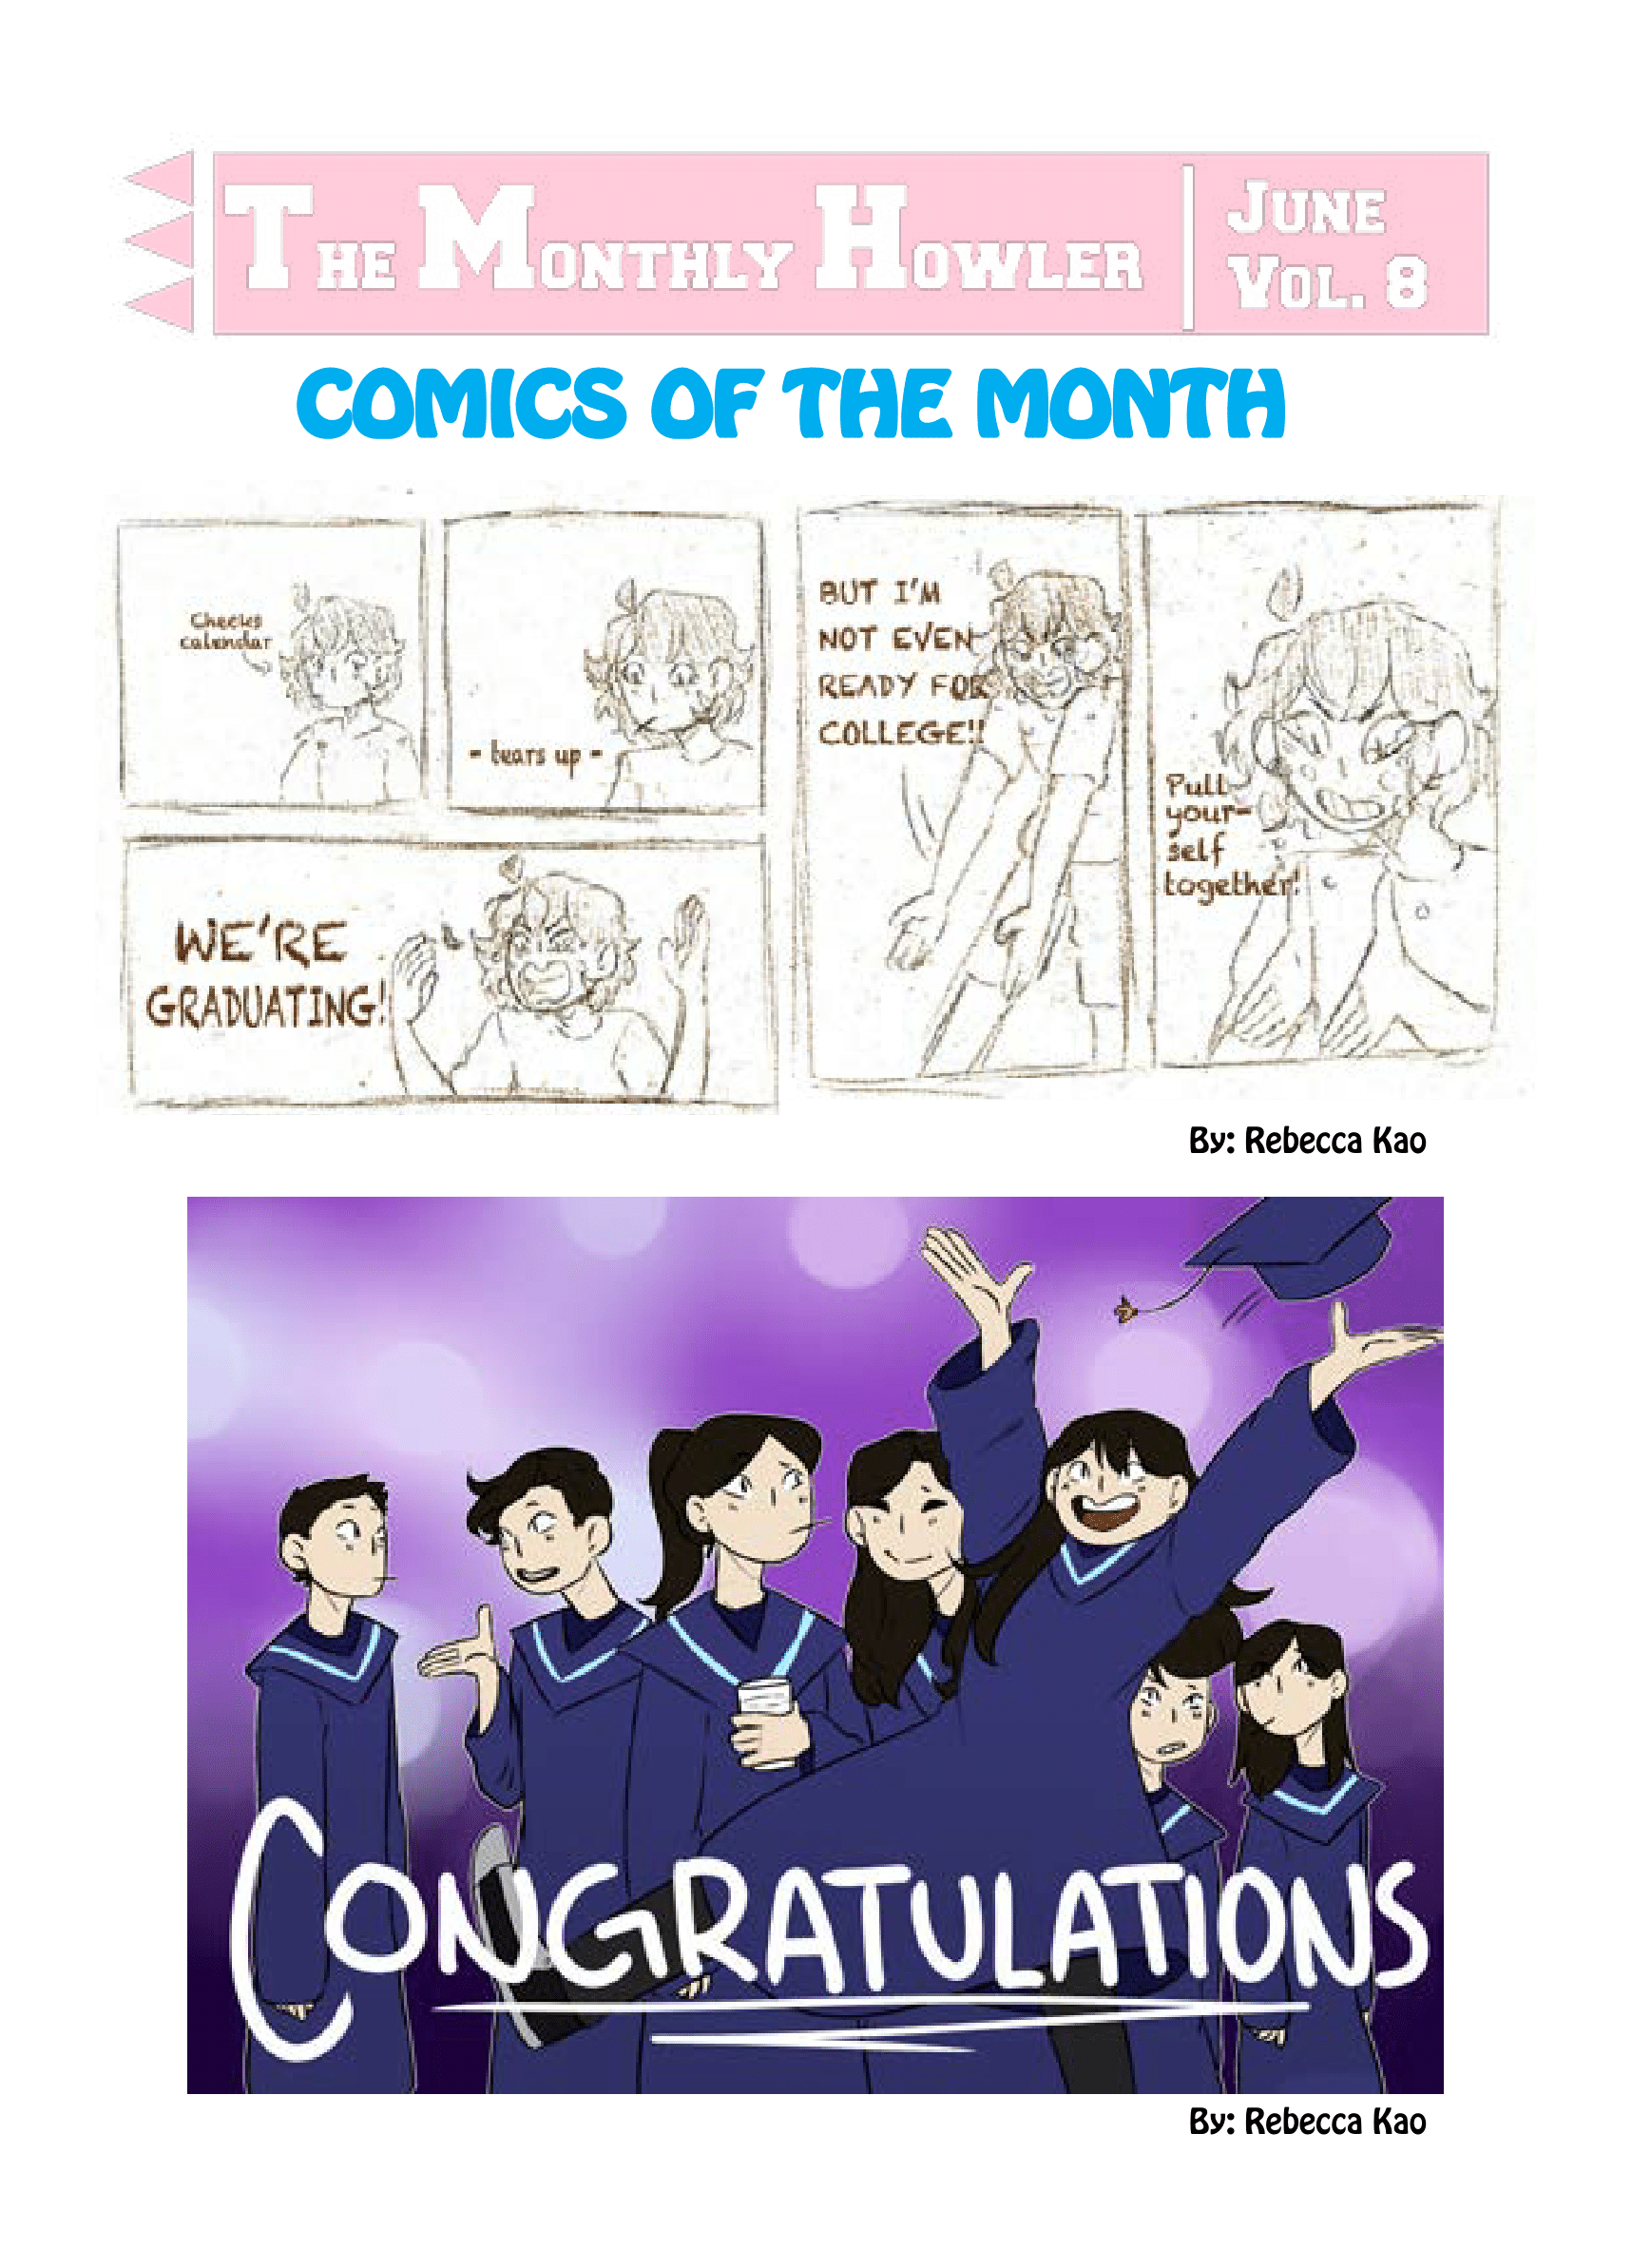 THE MONTHLY HOWLER
JUNE
VOL. 8
COMICS OF THE MONTH
Checks
calendar
- tears up -
WE'RE
GRADUATING!
BUT I'M
NOT EVEN
READY FOR
COLLEGE!!
Pull
your-
self
together!
By: Rebecca Kao
CONGRATULATIONS
By: Rebecca Kao